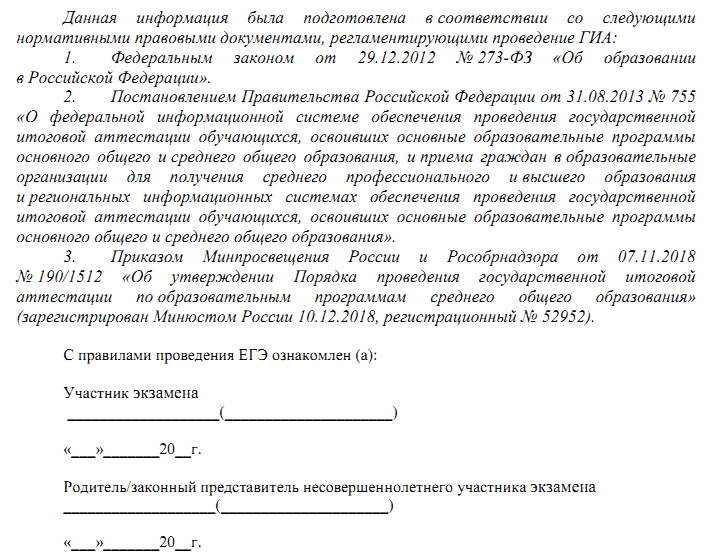 Данная информация была подготовлена в соответствии со следующими
нормативными правовыми документами, регламентирующими проведение ГИА:
1. Федеральным законом от 29.12.2012 № 273-ФЗ «Об образовании
в Российской Федерации».
2. Постановлением Правительства Российской Федерации от 31.08.2013 № 755
«О федеральной информационной системе обеспечения проведения государственной
итоговой аттестации обучающихся, освоивших основные образовательные программы
основного общего и среднего общего образования, и приема граждан в образовательные
организации для получения среднего профессионального и высшего образования
и региональных информационных системах обеспечения проведения государственной
итоговой аттестации обучающихся, освоивших основные образовательные программы
основного общего и среднего общего образования».
3. Приказом Минпросвещения России и Рособрнадзора от 07.11.2018
№ 190/1512 «Об утверждении Порядка проведения государственной итоговой
аттестации по образовательным программам среднего общего образования»
(зарегистрирован Минюстом России 10.12.2018, регистрационный № 52952).
С правилами проведения ЕГЭ ознакомлен (а):
Участник экзамена
___________________(_____________________)
«___»_______20__г.
Родитель/законный представитель несовершеннолетнего участника экзамена
___________________(_____________________)
«___»_______20__г.